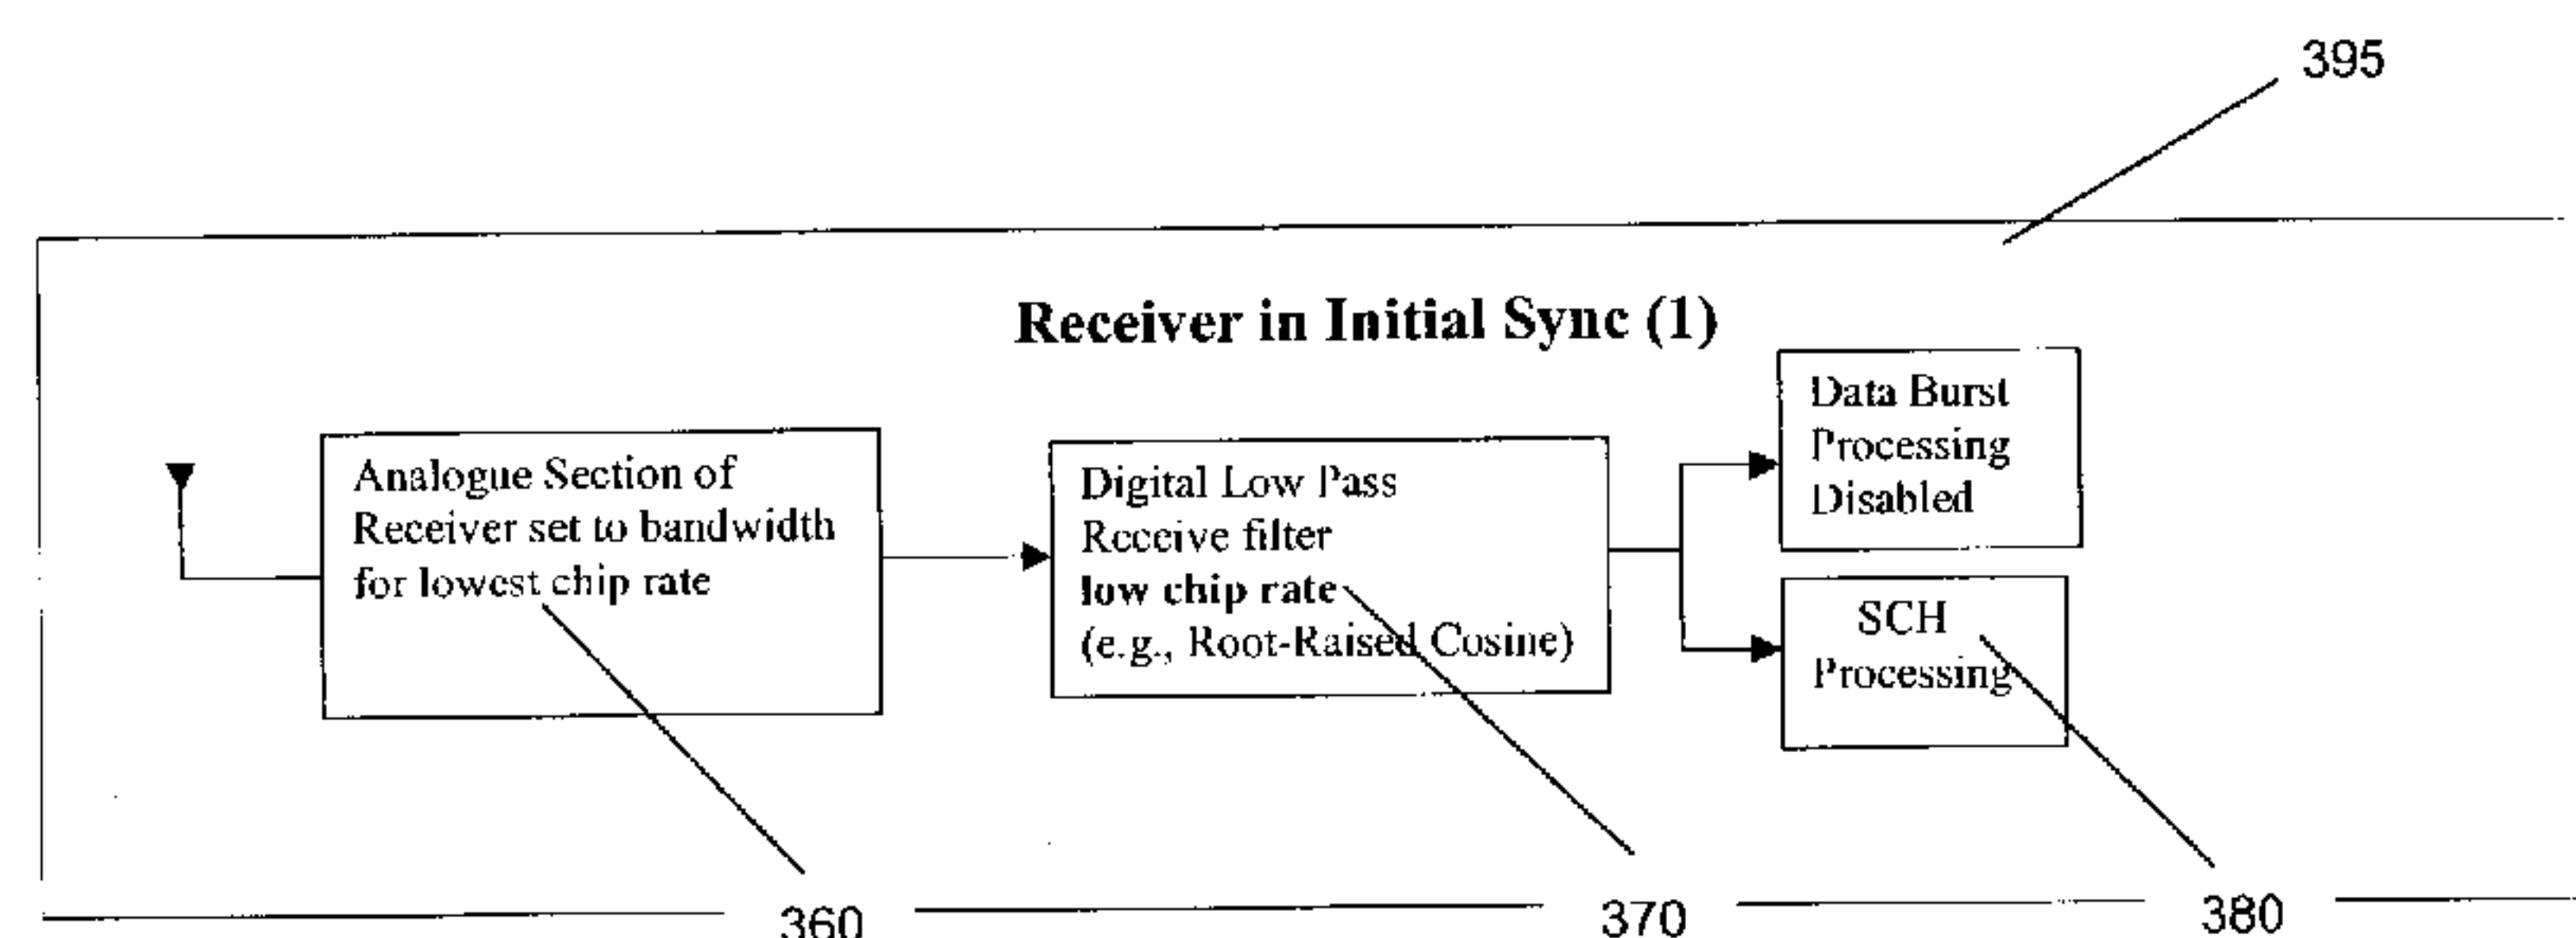 395
Receiver in Initial Sync (1)
Analogue Section of
Receiver set to bandwidth
for lowest chip rate
Digital Low Pass
Receive filter
low chip rate
(e.g., Root-Raised Cosine)
Data Burst
Processing
Disabled
SCH
Processing
360
370
380